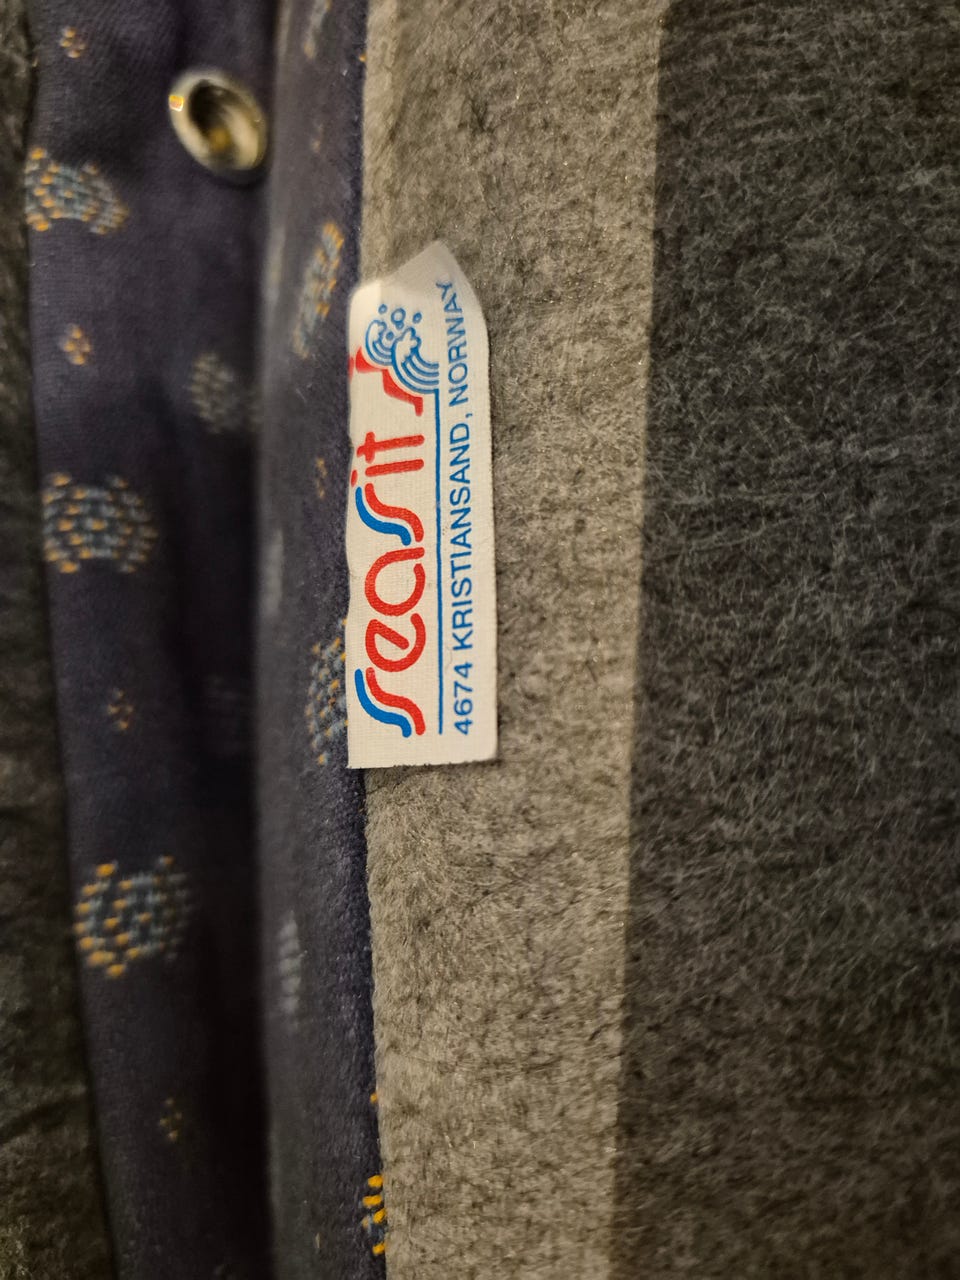 seasit
4674 KRISTIANSAND, NORWAY